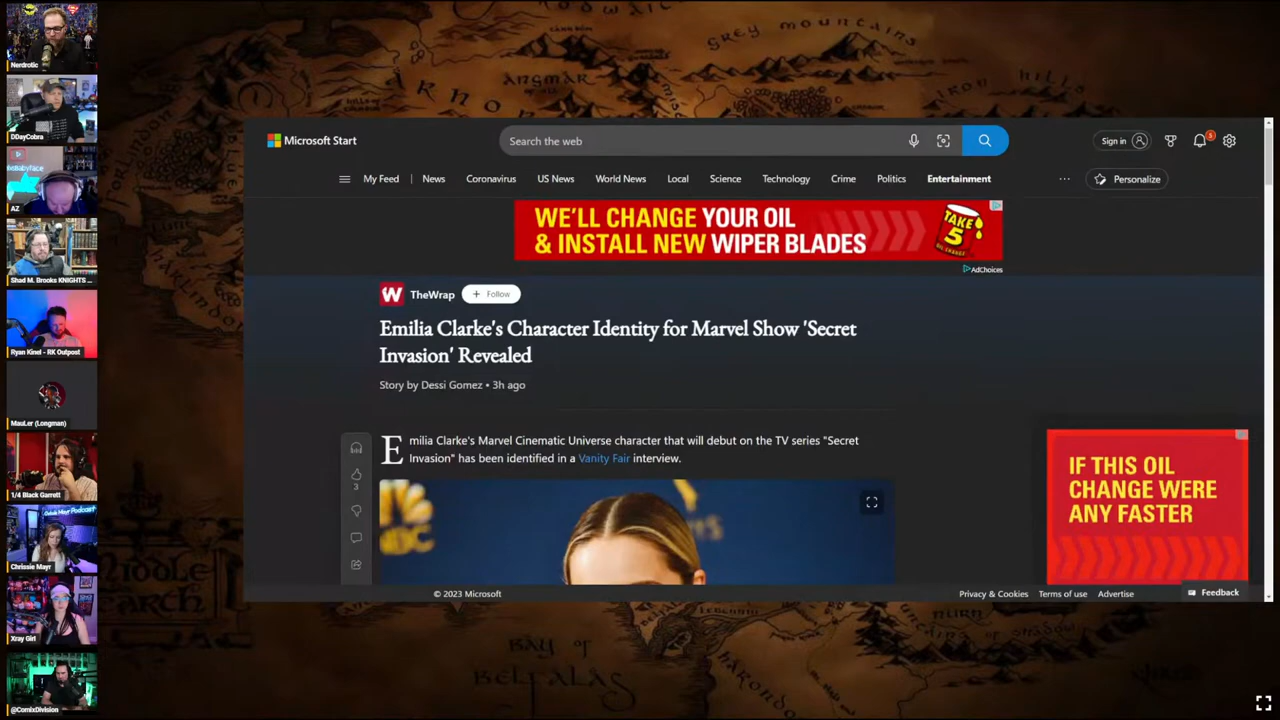 Nerdrotic
DDayCobra
AZ
Shad M. Brooks KNIGHTS ...
Ryan Kinel - RK Outpost
MauLer (Longman)
1/4 Black Garrett
Chrissie Mayr
Xray Girl
@ComixDivision
GREY MOUNTAINS
ANGMAR
IRON HILLS
Microsoft Start
Search the web
Sign in
5
My Feed
News
Coronavirus
US News
World News
Local
Science
Technology
Crime
Politics
Entertainment
...
Personalize
WE'LL CHANGE YOUR OIL
& INSTALL NEW WIPER BLADES
TAKE
5
OIL CHANGE
AdChoices
W
TheWrap
+ Follow
Emilia Clarke's Character Identity for Marvel Show 'Secret
Invasion' Revealed
Story by Dessi Gomez • 3h ago
Emilia Clarke's Marvel Cinematic Universe character that will debut on the TV series "Secret
Invasion" has been identified in a Vanity Fair interview.
3
IF THIS OIL
CHANGE WERE
ANY FASTER
© 2023 Microsoft
Privacy & Cookies
Terms of use
Advertise
Feedback
BAY OF
BELFALAS